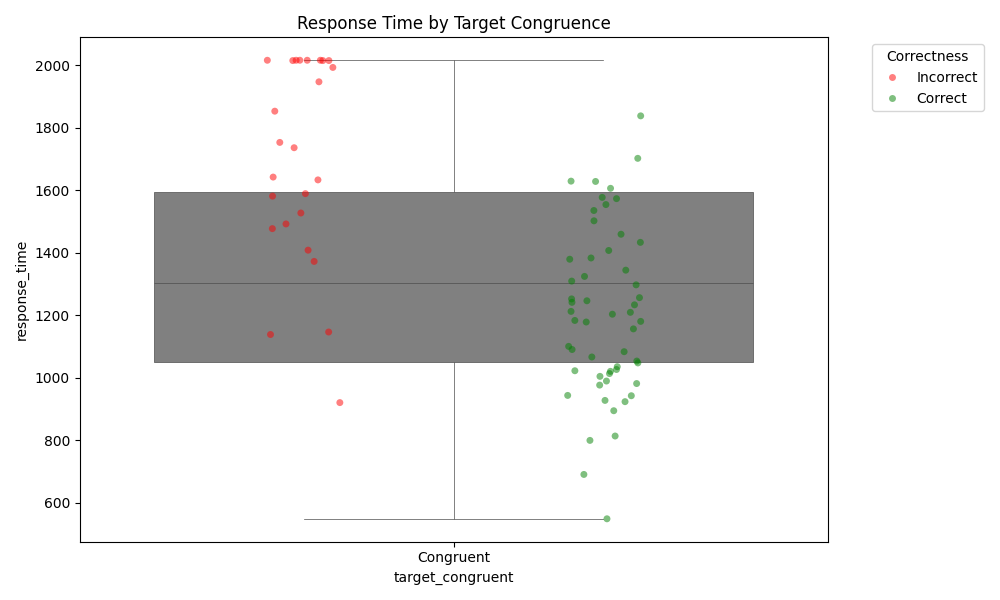 Response Time by Target Congruence
Correctness
Incorrect
Correct
2000
1800
1600
1400
1200
1000
800
600
response_time
Congruent
target_congruent